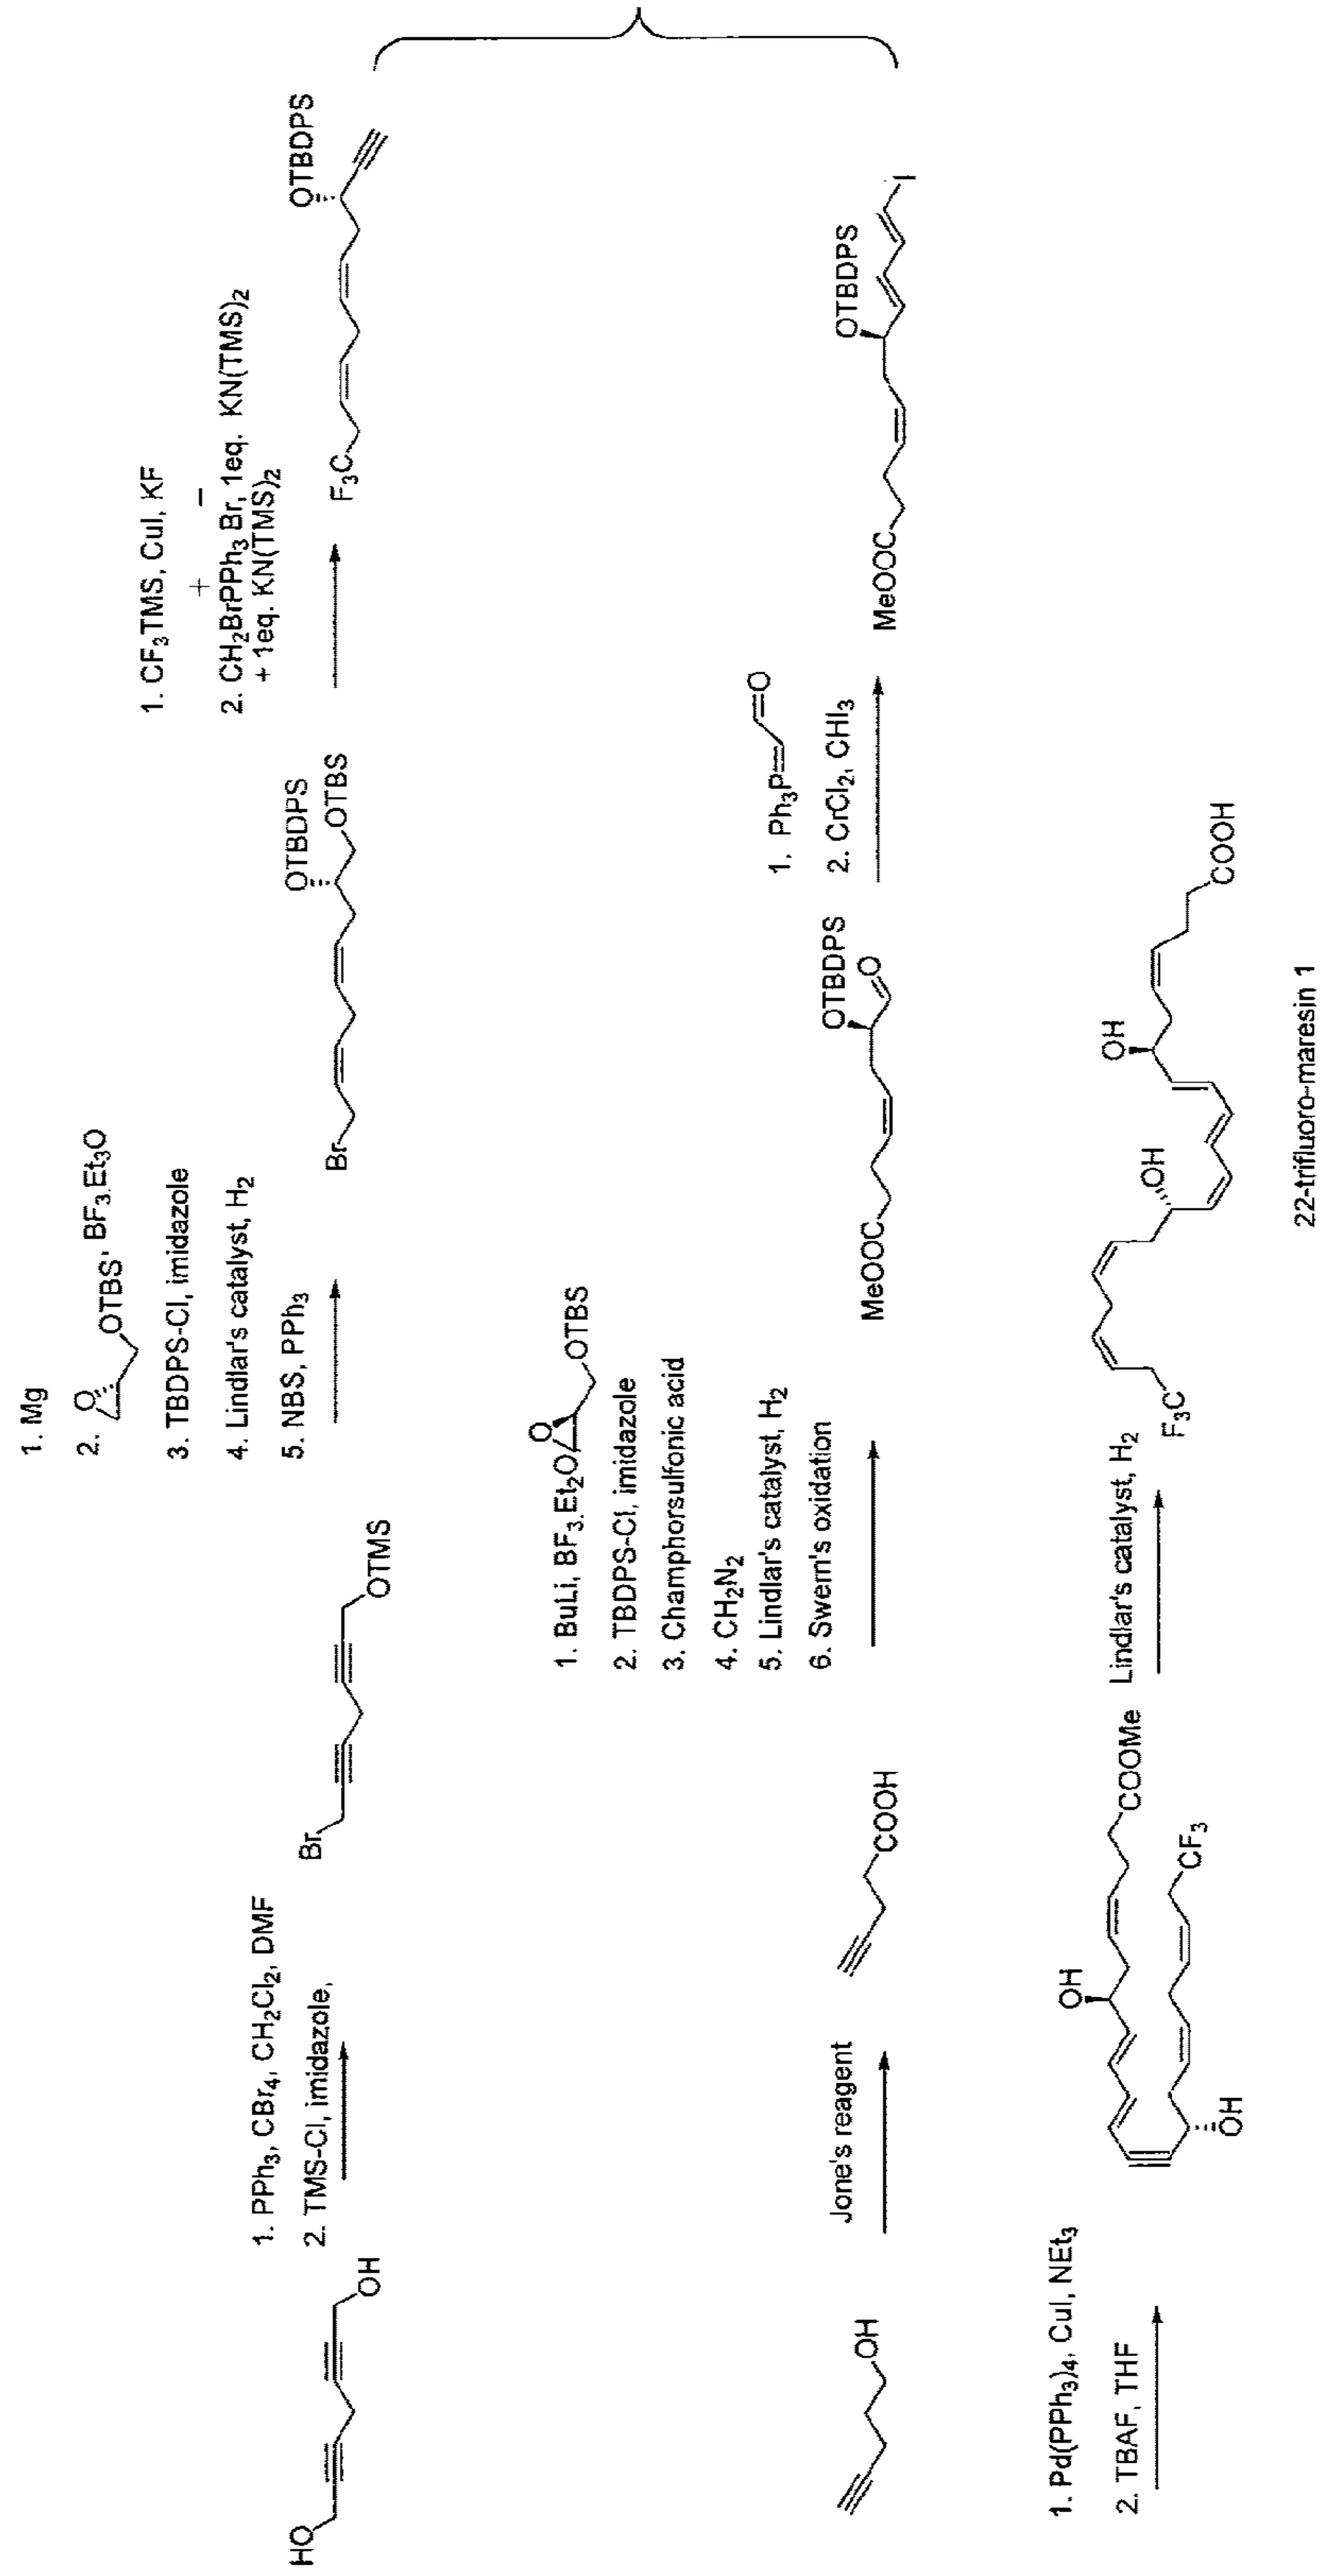 HO
OH
1. PPh3, CBr4, CH2Cl2, DMF
2. TMS-Cl, imidazole,
Br
OTMS
1. Mg
2.
O
OTBS, BF3.Et3O
3. TBDPS-Cl, imidazole
4. Lindlar's catalyst, H2
5. NBS, PPh3
Br
OTBDPS
OTBS
1. CF3TMS, CuI, KF
+ −
2. CH2BrPPh3 Br, 1eq. KN(TMS)2
+ 1eq. KN(TMS)2
F3C
OTBDPS
OH
Jone's reagent
COOH
1. BuLi, BF3.Et2O
O
OTBS
2. TBDPS-Cl, imidazole
3. Champhorsulfonic acid
4. CH2N2
5. Lindlar's catalyst, H2
6. Swern's oxidation
MeOOC
OTBDPS
O
1. Ph3P
O
2. CrCl2, CHI3
MeOOC
OTBDPS
I
1. Pd(PPh3)4, CuI, NEt3
2. TBAF, THF
OH
COOMe
CF3
OH
Lindlar's catalyst, H2
F3C
OH
OH
COOH
22-trifluoro-maresin 1